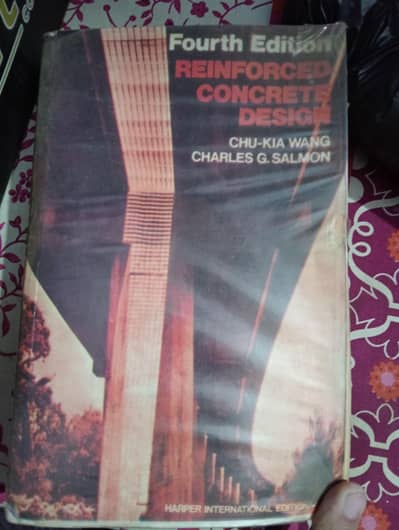 Fourth Edition
REINFORCED
CONCRETE
DESIGN
CHU-KIA WANG
CHARLES G. SALMON
HARPER INTERNATIONAL EDITION